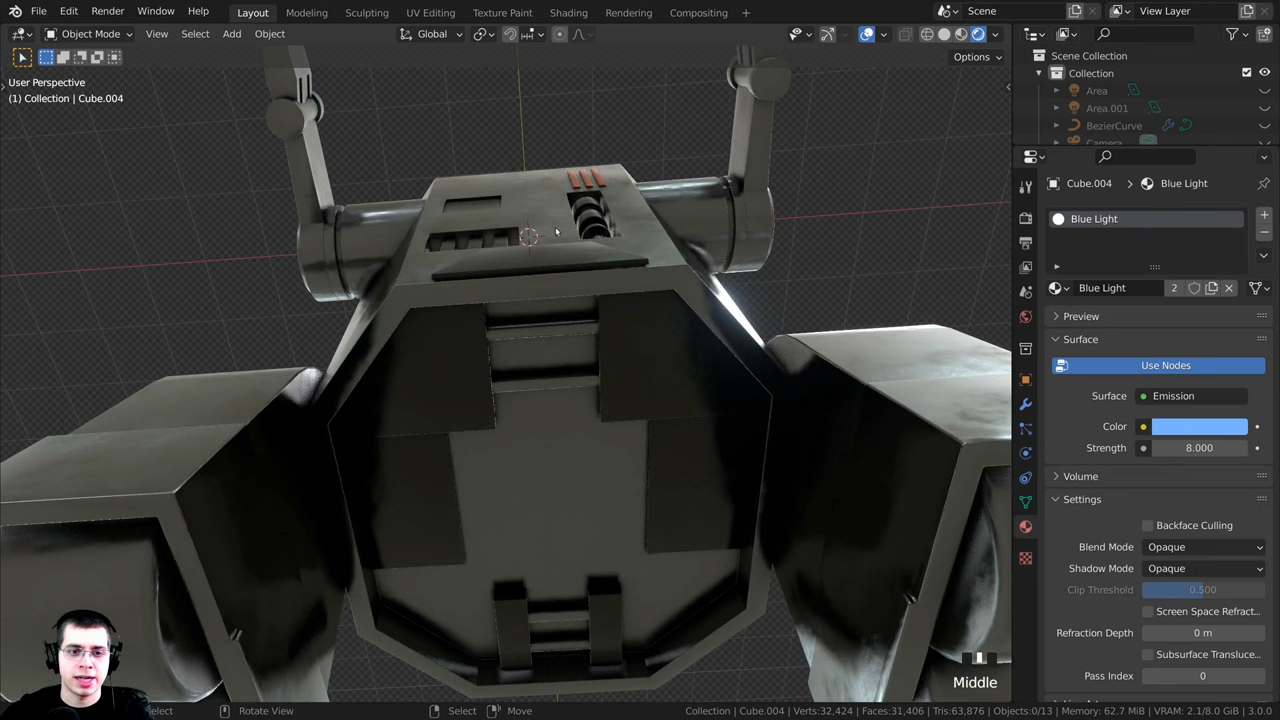 File Edit Render Window Help Layout Modeling Sculpting UV Editing Texture Paint Shading Rendering Compositing Scene View Layer
Object Mode View Select Add Object Global
Options
User Perspective
(1) Collection | Cube.004
Scene Collection
Collection
Area
Area.001
BezierCurve
Camera
Cube.004 Blue Light
Blue Light
Blue Light 2
Preview
Surface
Use Nodes
Surface Emission
Color
Strength 8.000
Volume
Settings
Backface Culling
Blend Mode Opaque
Shadow Mode Opaque
Clip Threshold 0.500
Screen Space Refract...
Refraction Depth 0 m
Subsurface Transluce...
Pass Index 0
Middle
Select Rotate View Select Move Collection | Cube.004 | Verts:32,424 | Faces:31,406 | Tris:63,876 | Objects:0/13 | Memory: 62.7 MiB | VRAM: 2.1/8.0 GiB | 3.0.0